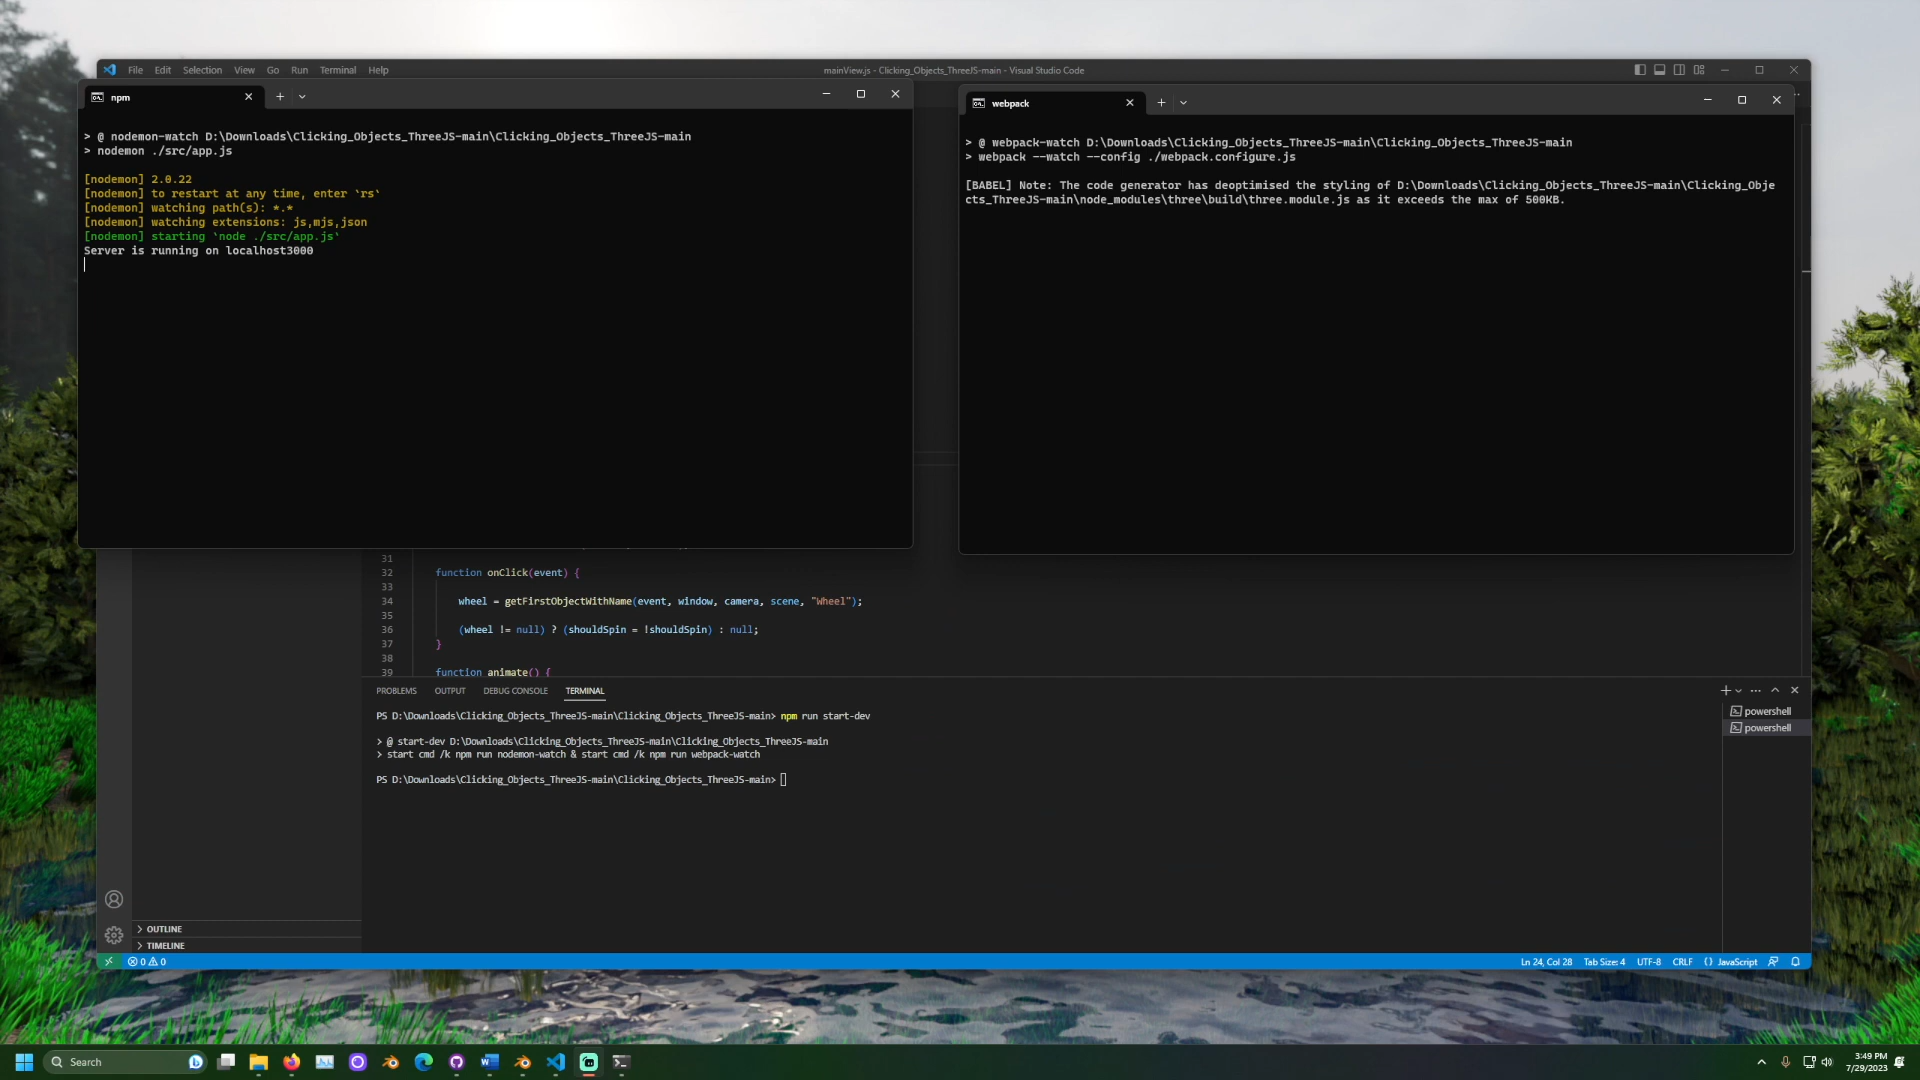 File Edit Selection View Go Run Terminal Help
mainView.js - Clicking_Objects_ThreeJS-main - Visual Studio Code
npm
> @ nodemon-watch D:\Downloads\Clicking_Objects_ThreeJS-main\Clicking_Objects_ThreeJS-main
> nodemon ./src/app.js
[nodemon] 2.0.22
[nodemon] to restart at any time, enter `rs`
[nodemon] watching path(s): *.*
[nodemon] watching extensions: js,mjs,json
[nodemon] starting `node ./src/app.js`
Server is running on localhost3000
webpack
> @ webpack-watch D:\Downloads\Clicking_Objects_ThreeJS-main\Clicking_Objects_ThreeJS-main
> webpack --watch --config ./webpack.configure.js
[BABEL] Note: The code generator has deoptimised the styling of D:\Downloads\Clicking_Objects_ThreeJS-main\Clicking_Obje
cts_ThreeJS-main\node_modules\three\build\three.module.js as it exceeds the max of 500KB.
31
32 function onClick(event) {
33
34 wheel = getFirstObjectWithName(event, window, camera, scene, "Wheel");
35
36 (wheel != null) ? (shouldSpin = !shouldSpin) : null;
37 }
38
39 function animate() {
PROBLEMS OUTPUT DEBUG CONSOLE TERMINAL
PS D:\Downloads\Clicking_Objects_ThreeJS-main\Clicking_Objects_ThreeJS-main> npm run start-dev
> @ start-dev D:\Downloads\Clicking_Objects_ThreeJS-main\Clicking_Objects_ThreeJS-main
> start cmd /k npm run nodemon-watch & start cmd /k npm run webpack-watch
PS D:\Downloads\Clicking_Objects_ThreeJS-main\Clicking_Objects_ThreeJS-main>
powershell
powershell
OUTLINE
TIMELINE
0 0
Ln 24, Col 28 Tab Size: 4 UTF-8 CRLF {} JavaScript
Search
3:49 PM
7/29/2023